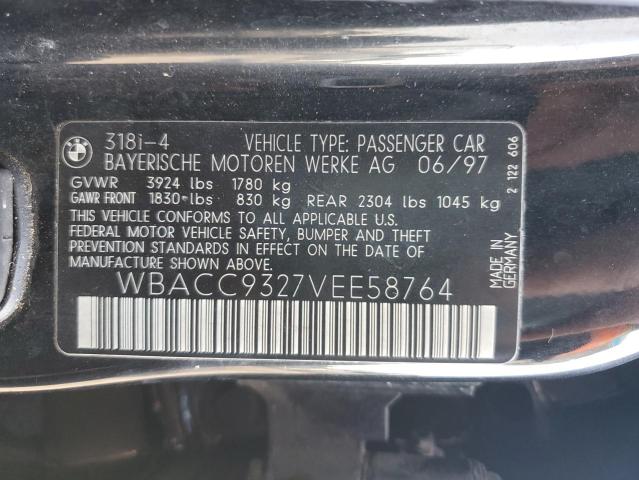 318i-4 VEHICLE TYPE: PASSENGER CAR
BAYERISCHE MOTOREN WERKE AG 06/97
GVWR 3924 lbs 1780 kg
GAWR FRONT 1830 lbs 830 kg REAR 2304 lbs 1045 kg
THIS VEHICLE CONFORMS TO ALL APPLICABLE U.S.
FEDERAL MOTOR VEHICLE SAFETY, BUMPER AND THEFT
PREVENTION STANDARDS IN EFFECT ON THE DATE OF
MANUFACTURE SHOWN ABOVE.
WBACC9327VEE58764
MADE IN
GERMANY
2 122 606